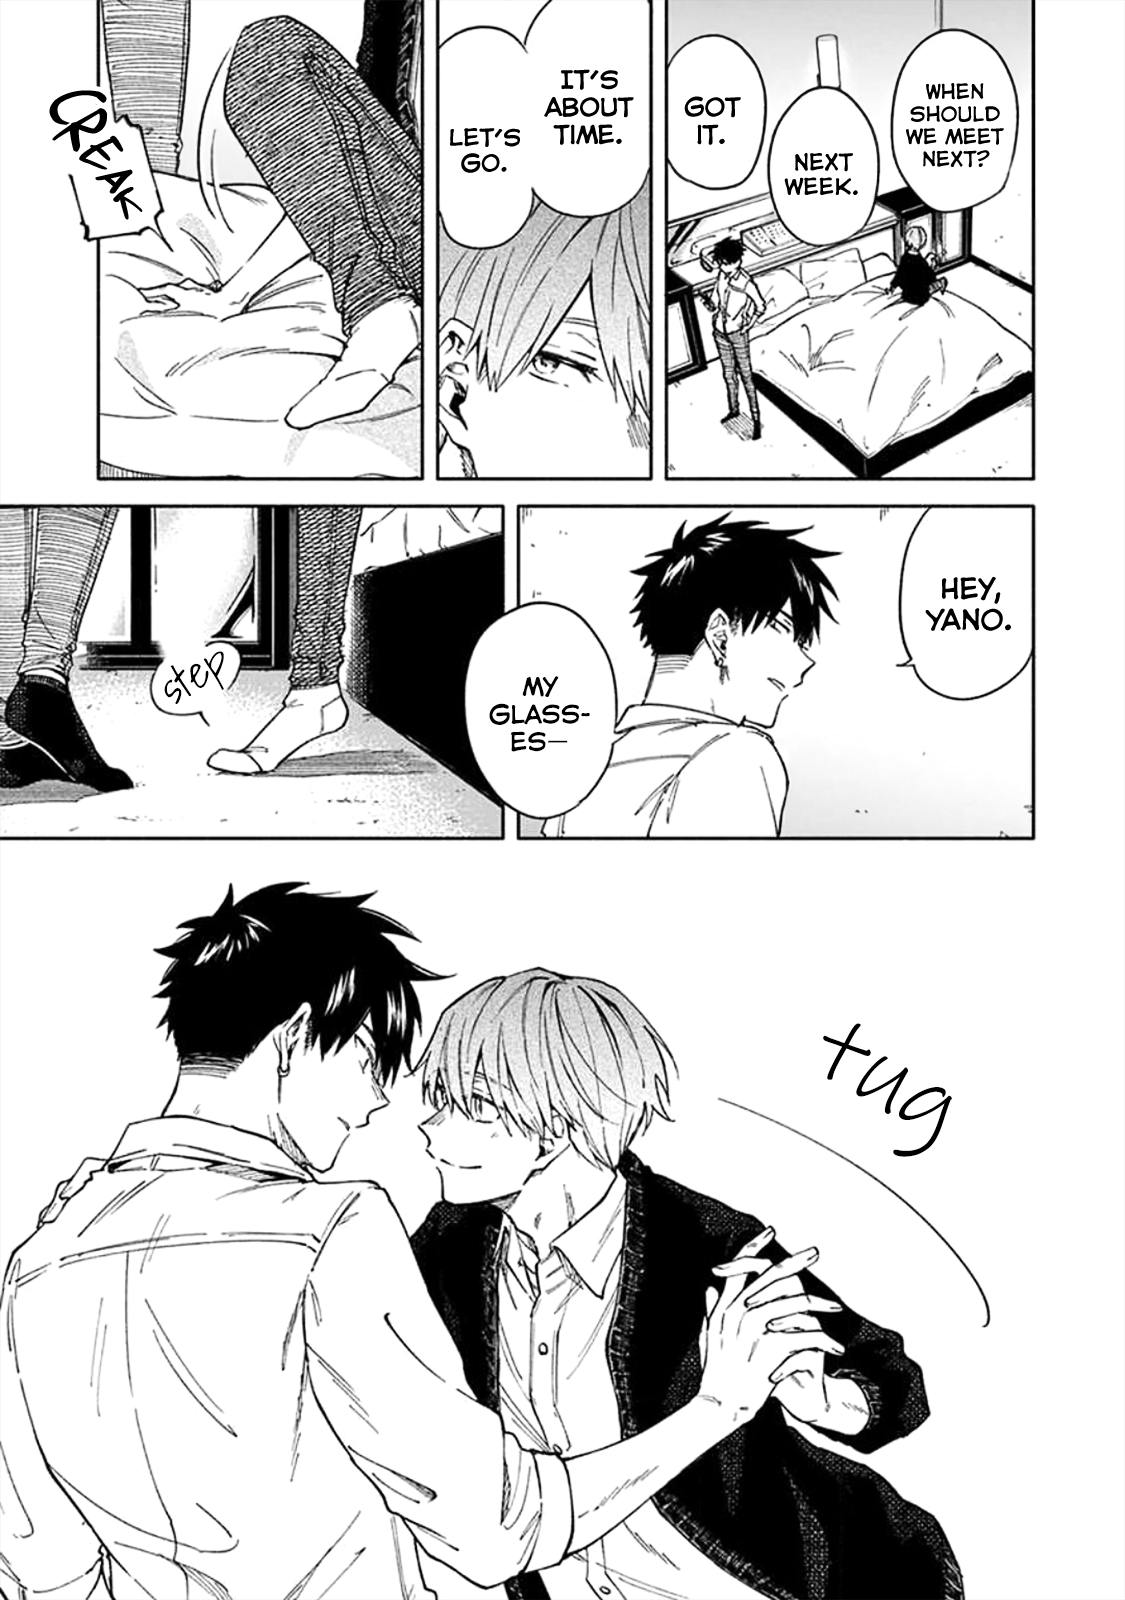 WHEN
SHOULD
WE MEET
NEXT?
NEXT
WEEK.
GOT
IT.
IT'S
ABOUT
TIME.
LET'S
GO.
CREAK
HEY,
YANO.
MY
GLASS-
ES—
step
tug